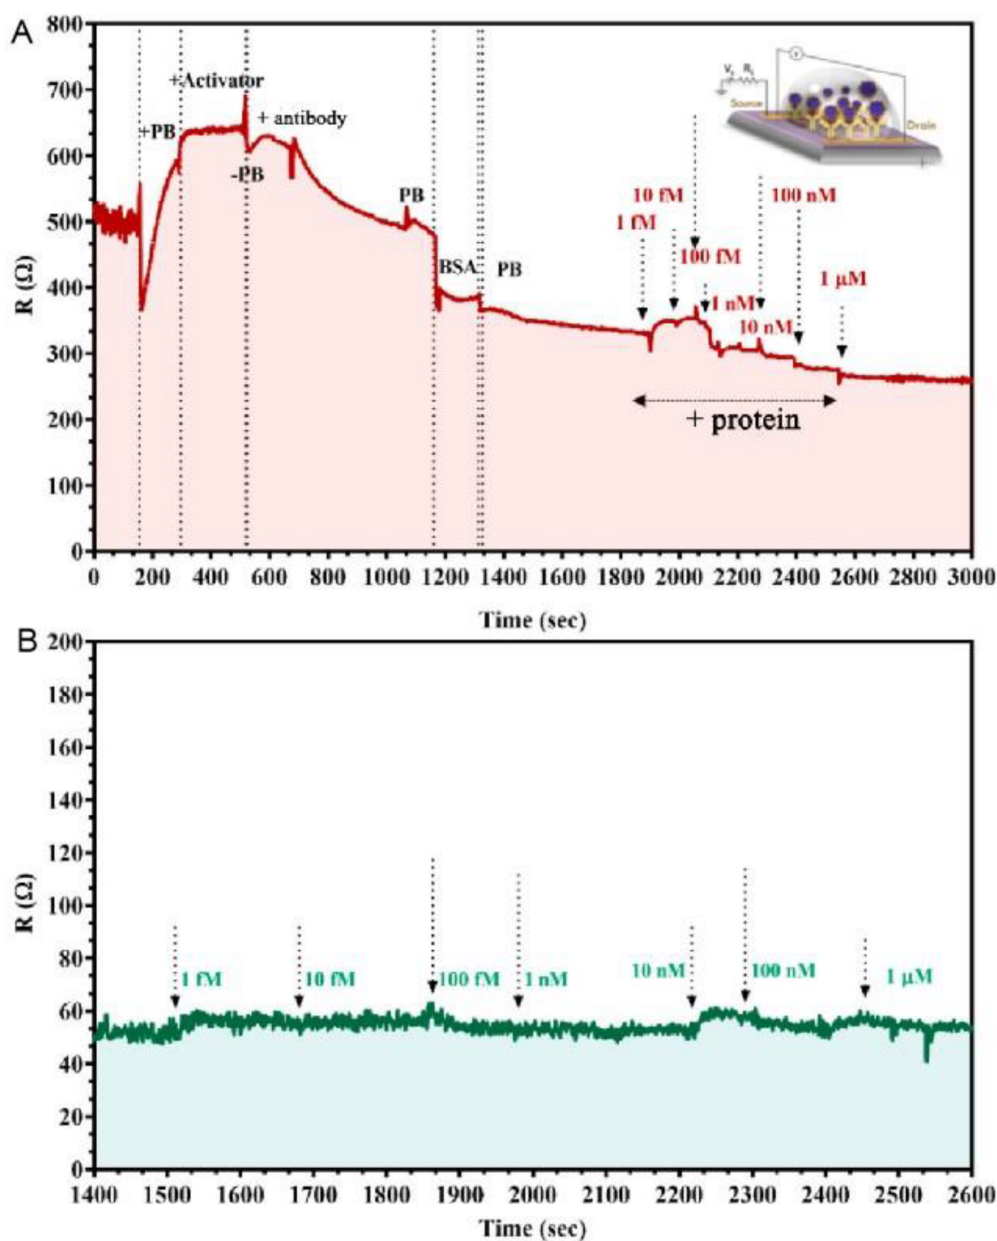 A
800
700
600
500
400
300
200
100
0
R (Ω)
+Activator
+PB
+ antibody
-PB
PB
BSA
PB
1 fM
10 fM
100 fM
1 nM
10 nM
100 nM
1 μM
+ protein
Source
Drain
0 200 400 600 800 1000 1200 1400 1600 1800 2000 2200 2400 2600 2800 3000
Time (sec)
B
200
180
160
140
120
100
80
60
40
20
0
R (Ω)
1 fM 10 fM 100 fM 1 nM 10 nM 100 nM 1 μM
1400 1500 1600 1700 1800 1900 2000 2100 2200 2300 2400 2500 2600
Time (sec)